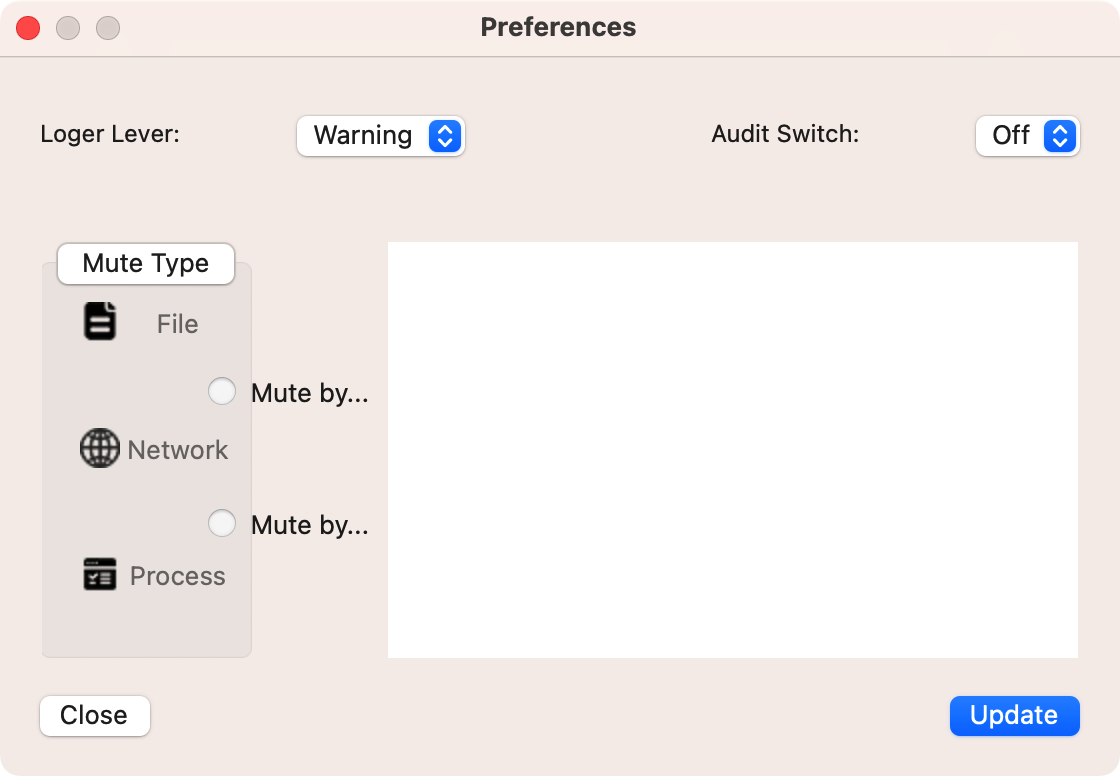 Preferences
Loger Lever: Warning Audit Switch: Off
Mute Type
File
Mute by...
Network
Mute by...
Process
Close Update